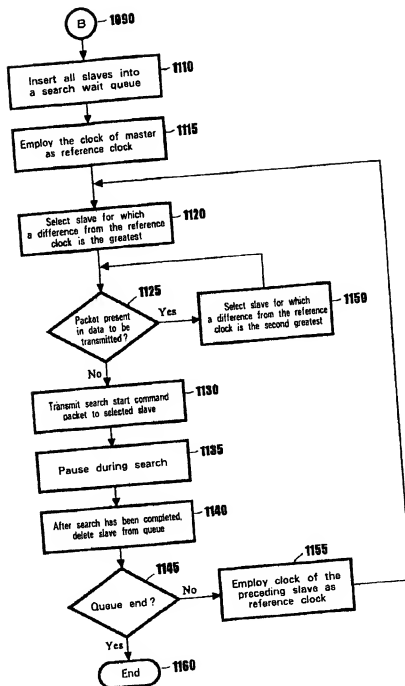 B
1090
Insert all slaves into
a search wait queue
1110
Employ the clock of master
as reference clock
1115
Select slave for which
a difference from the reference
clock is the greatest
1120
Packet present
in data to be
transmitted?
1125
Yes
Select slave for which
a difference from the reference
clock is the second greatest
1150
No
Transmit search start command
packet to selected slave
1130
Pause during search
1135
After search has been completed,
delete slave from queue
1140
Queue end?
1145
No
Employ clock of the
preceding slave as
reference clock
1155
Yes
End
1160